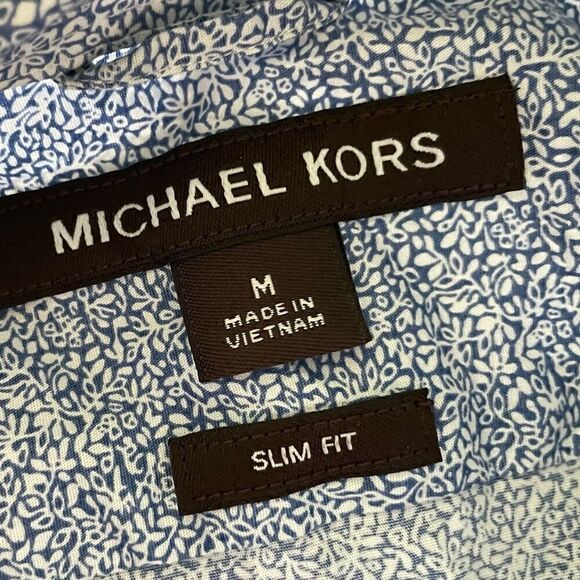 MICHAEL KORS
M
MADE IN
VIETNAM
SLIM FIT